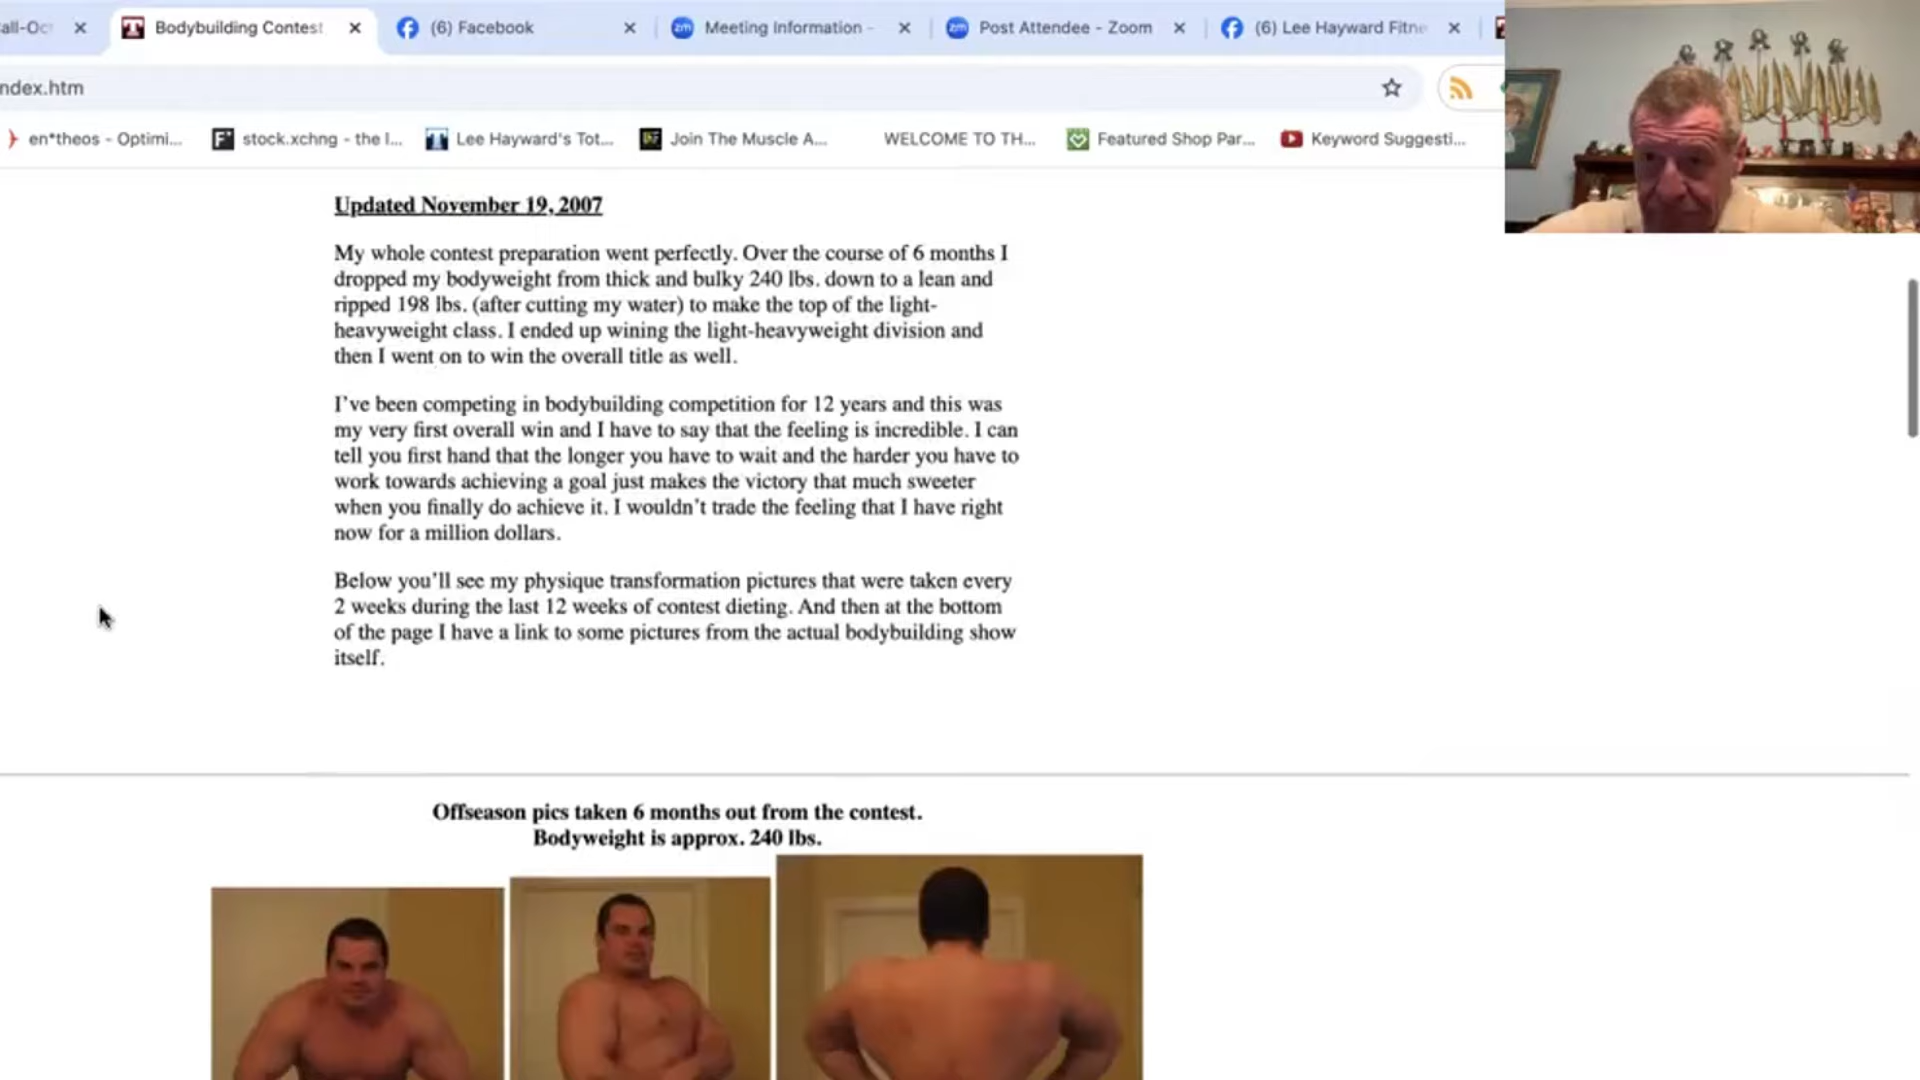 all-Oc
Bodybuilding Contest
(6) Facebook
Meeting Information -
Post Attendee - Zoom
(6) Lee Hayward Fitne
ndex.htm
en*theos - Optimi...
stock.xchng - the l...
Lee Hayward's Tot...
Join The Muscle A...
WELCOME TO TH...
Featured Shop Par...
Keyword Suggesti...
Updated November 19, 2007
My whole contest preparation went perfectly. Over the course of 6 months I
dropped my bodyweight from thick and bulky 240 lbs. down to a lean and
ripped 198 lbs. (after cutting my water) to make the top of the light-
heavyweight class. I ended up wining the light-heavyweight division and
then I went on to win the overall title as well.
I've been competing in bodybuilding competition for 12 years and this was
my very first overall win and I have to say that the feeling is incredible. I can
tell you first hand that the longer you have to wait and the harder you have to
work towards achieving a goal just makes the victory that much sweeter
when you finally do achieve it. I wouldn't trade the feeling that I have right
now for a million dollars.
Below you'll see my physique transformation pictures that were taken every
2 weeks during the last 12 weeks of contest dieting. And then at the bottom
of the page I have a link to some pictures from the actual bodybuilding show
itself.
Offseason pics taken 6 months out from the contest.
Bodyweight is approx. 240 lbs.